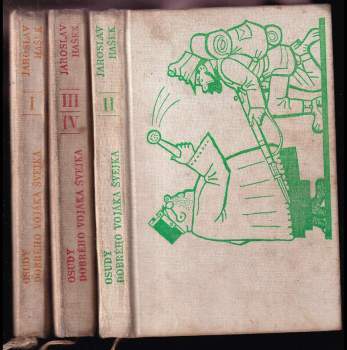 JAROSLAV
HAŠEK
I
OSUDY
DOBRÉHO VOJÁKA ŠVEJKA
JAROSLAV
HAŠEK
III
IV
OSUDY
DOBRÉHO VOJÁKA ŠVEJKA
JAROSLAV
HAŠEK
II
OSUDY
DOBRÉHO VOJÁKA ŠVEJKA